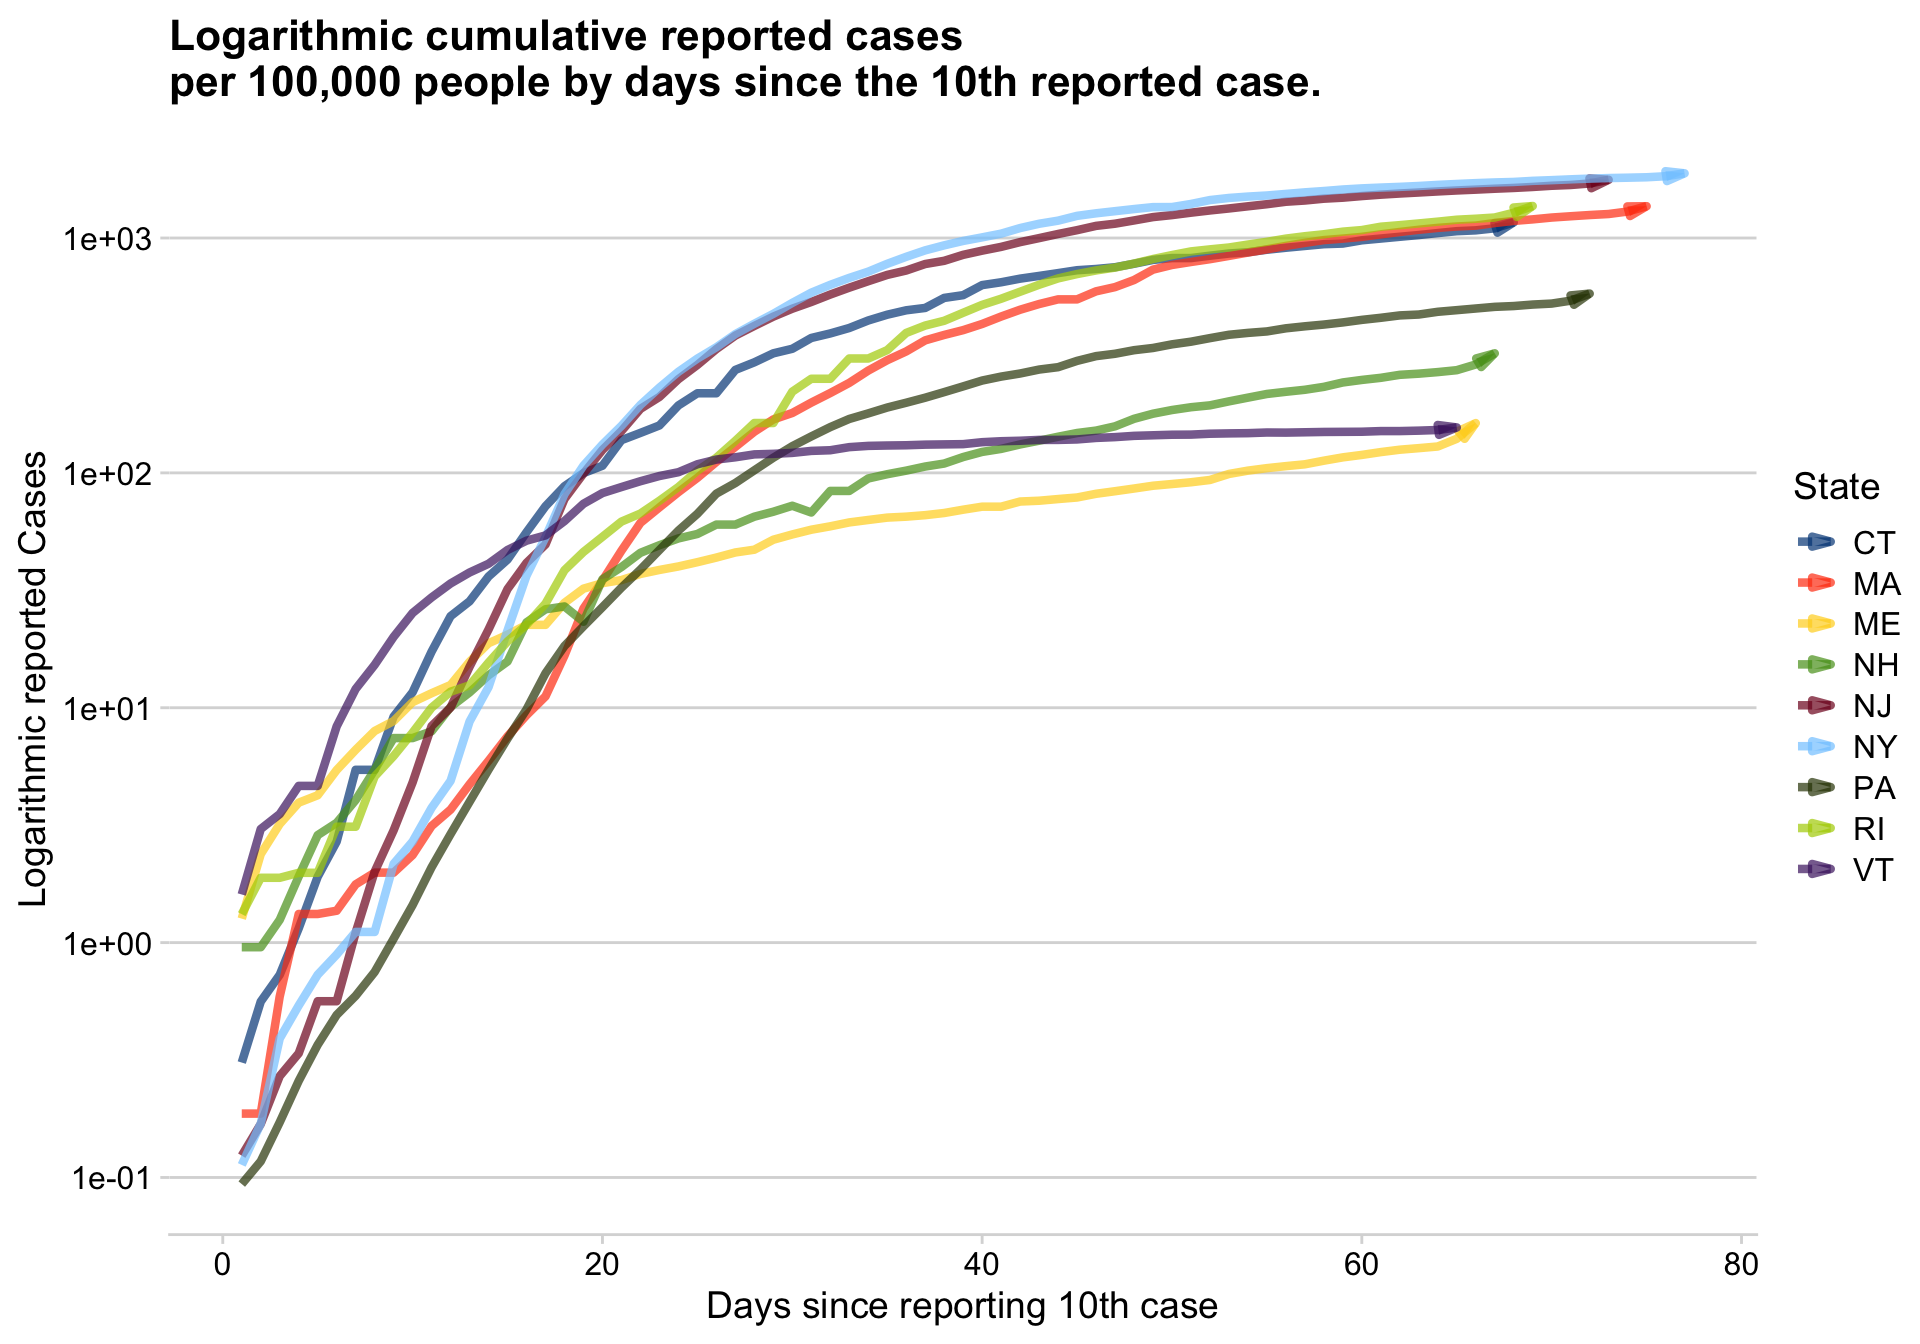 Logarithmic cumulative reported cases
per 100,000 people by days since the 10th reported case.
Logarithmic reported Cases
1e+03
1e+02
1e+01
1e+00
1e-01
0
20
40
60
80
Days since reporting 10th case
State
CT
MA
ME
NH
NJ
NY
PA
RI
VT